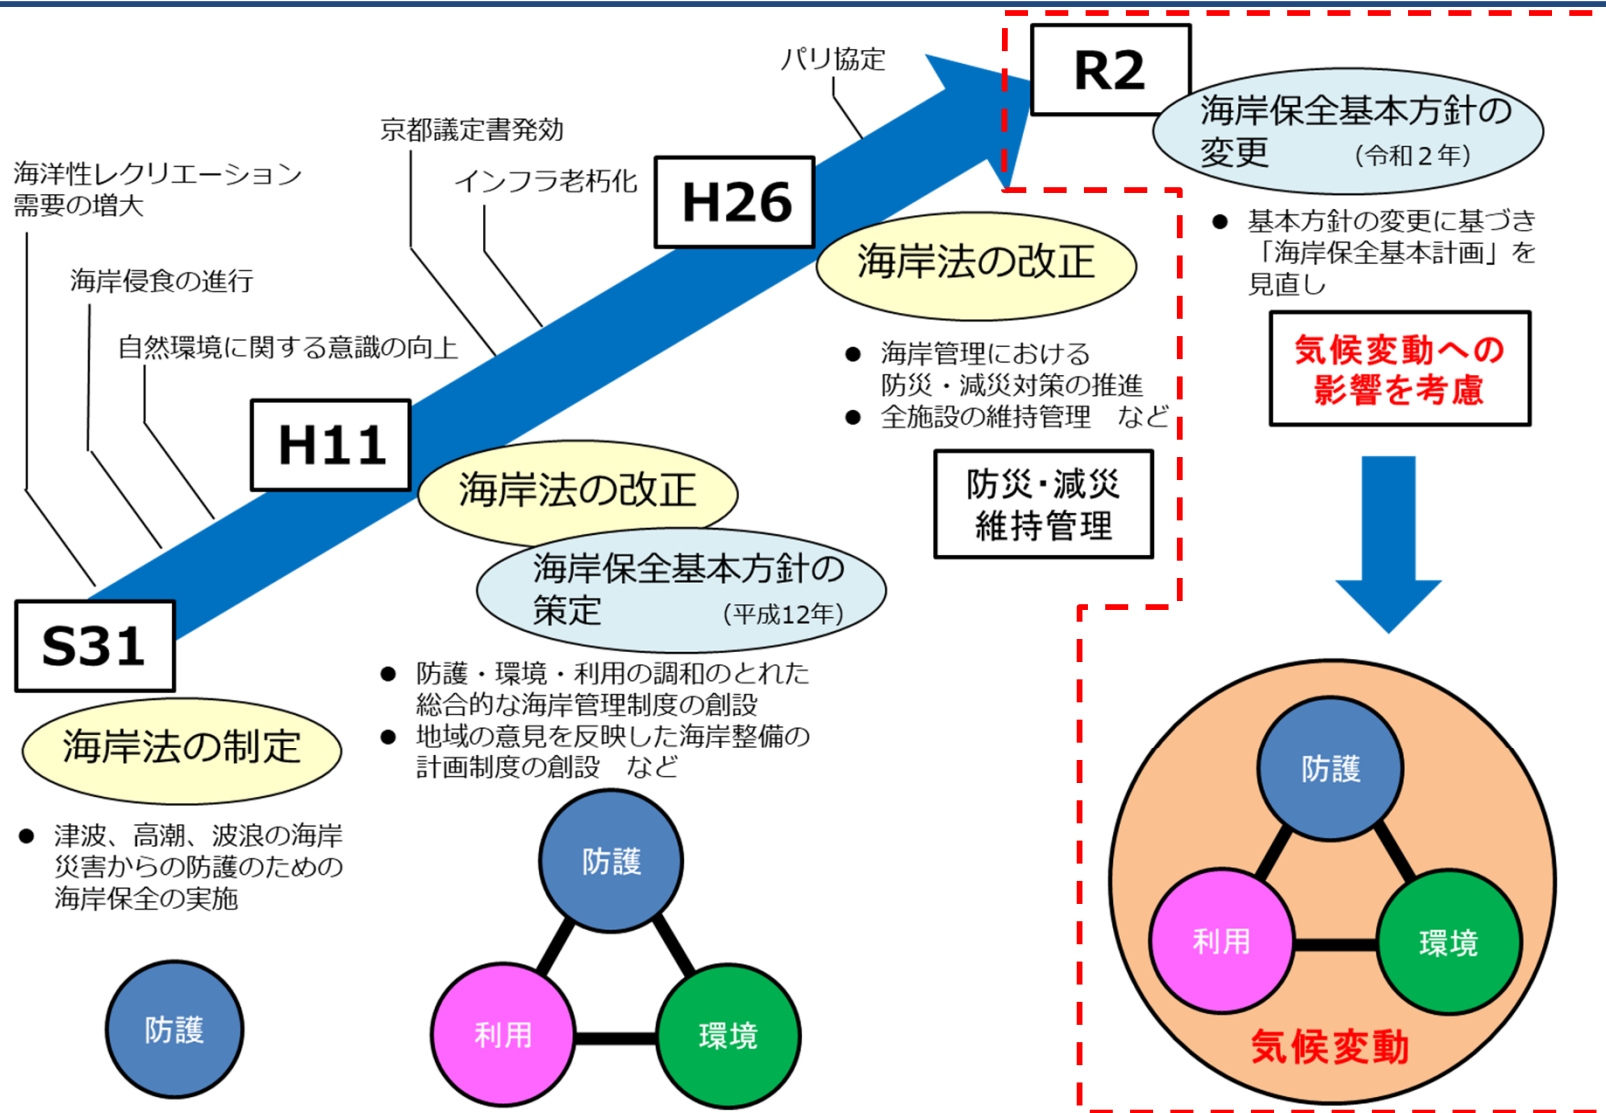 海洋性レクリエーション
需要の増大
海岸侵食の進行
自然環境に関する意識の向上
京都議定書発効
インフラ老朽化
パリ協定
S31
海岸法の制定
● 津波、高潮、波浪の海岸
災害からの防護のための
海岸保全の実施
防護
H11
海岸法の改正
海岸保全基本方針の
策定 （平成12年）
● 防護・環境・利用の調和のとれた
総合的な海岸管理制度の創設
● 地域の意見を反映した海岸整備の
計画制度の創設　など
防護
利用
環境
H26
海岸法の改正
● 海岸管理における
防災・減災対策の推進
● 全施設の維持管理　など
防災・減災
維持管理
R2
海岸保全基本方針の
変更 （令和２年）
● 基本方針の変更に基づき
「海岸保全基本計画」を
見直し
気候変動への
影響を考慮
防護
利用
環境
気候変動